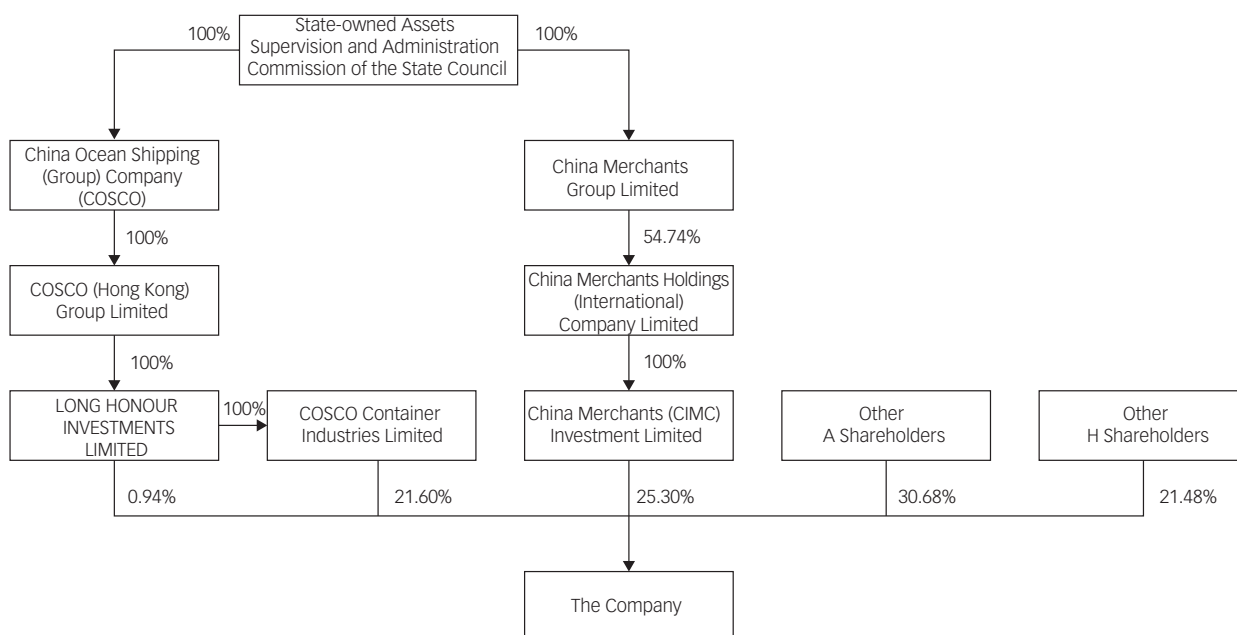 State-owned Assets
Supervision and Administration
Commission of the State Council
100%
100%
China Ocean Shipping
(Group) Company
(COSCO)
China Merchants
Group Limited
100%
54.74%
COSCO (Hong Kong)
Group Limited
China Merchants Holdings
(International)
Company Limited
100%
100%
LONG HONOUR
INVESTMENTS
LIMITED
100%
COSCO Container
Industries Limited
China Merchants (CIMC)
Investment Limited
Other
A Shareholders
Other
H Shareholders
0.94%
21.60%
25.30%
30.68%
21.48%
The Company